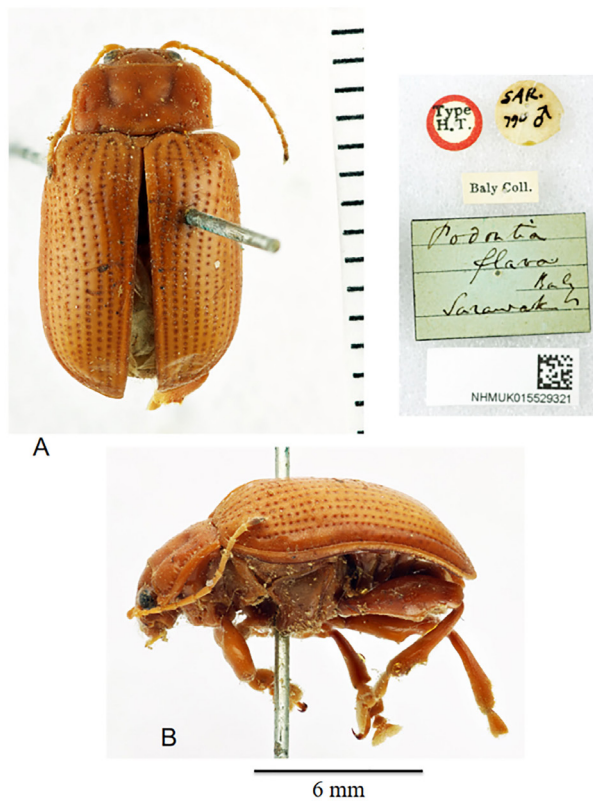 Type
H.T.
SAR.
790 ♂
Baly Coll.
Podontia
flava
Baly
Sarawak
NHMUK015529321
A
B
6 mm